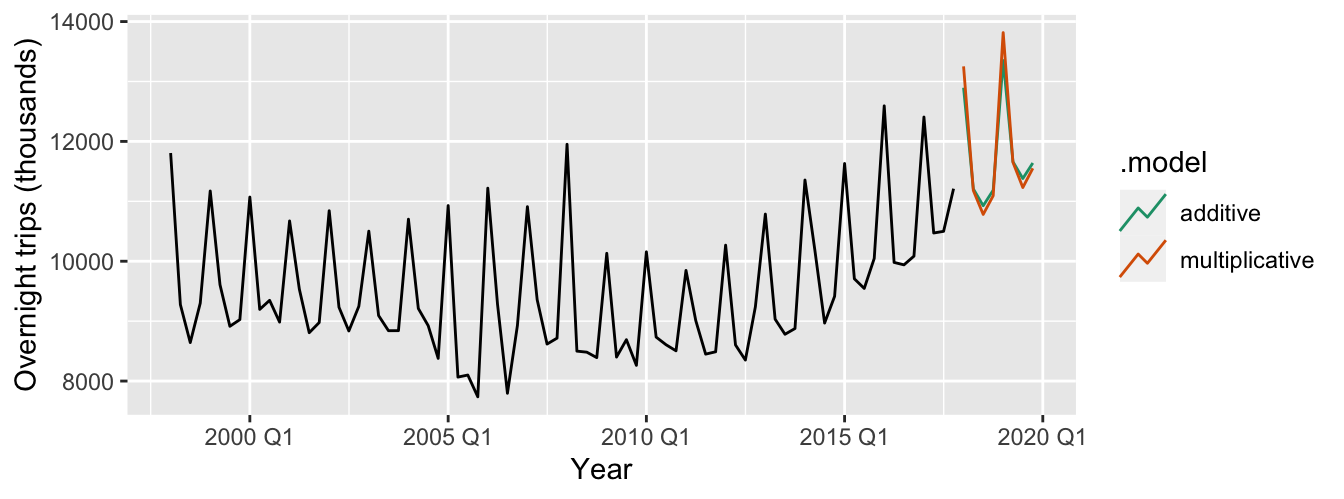 14000
12000
10000
8000
Overnight trips (thousands)
2000 Q1
2005 Q1
2010 Q1
2015 Q1
2020 Q1
Year
.model
additive
multiplicative